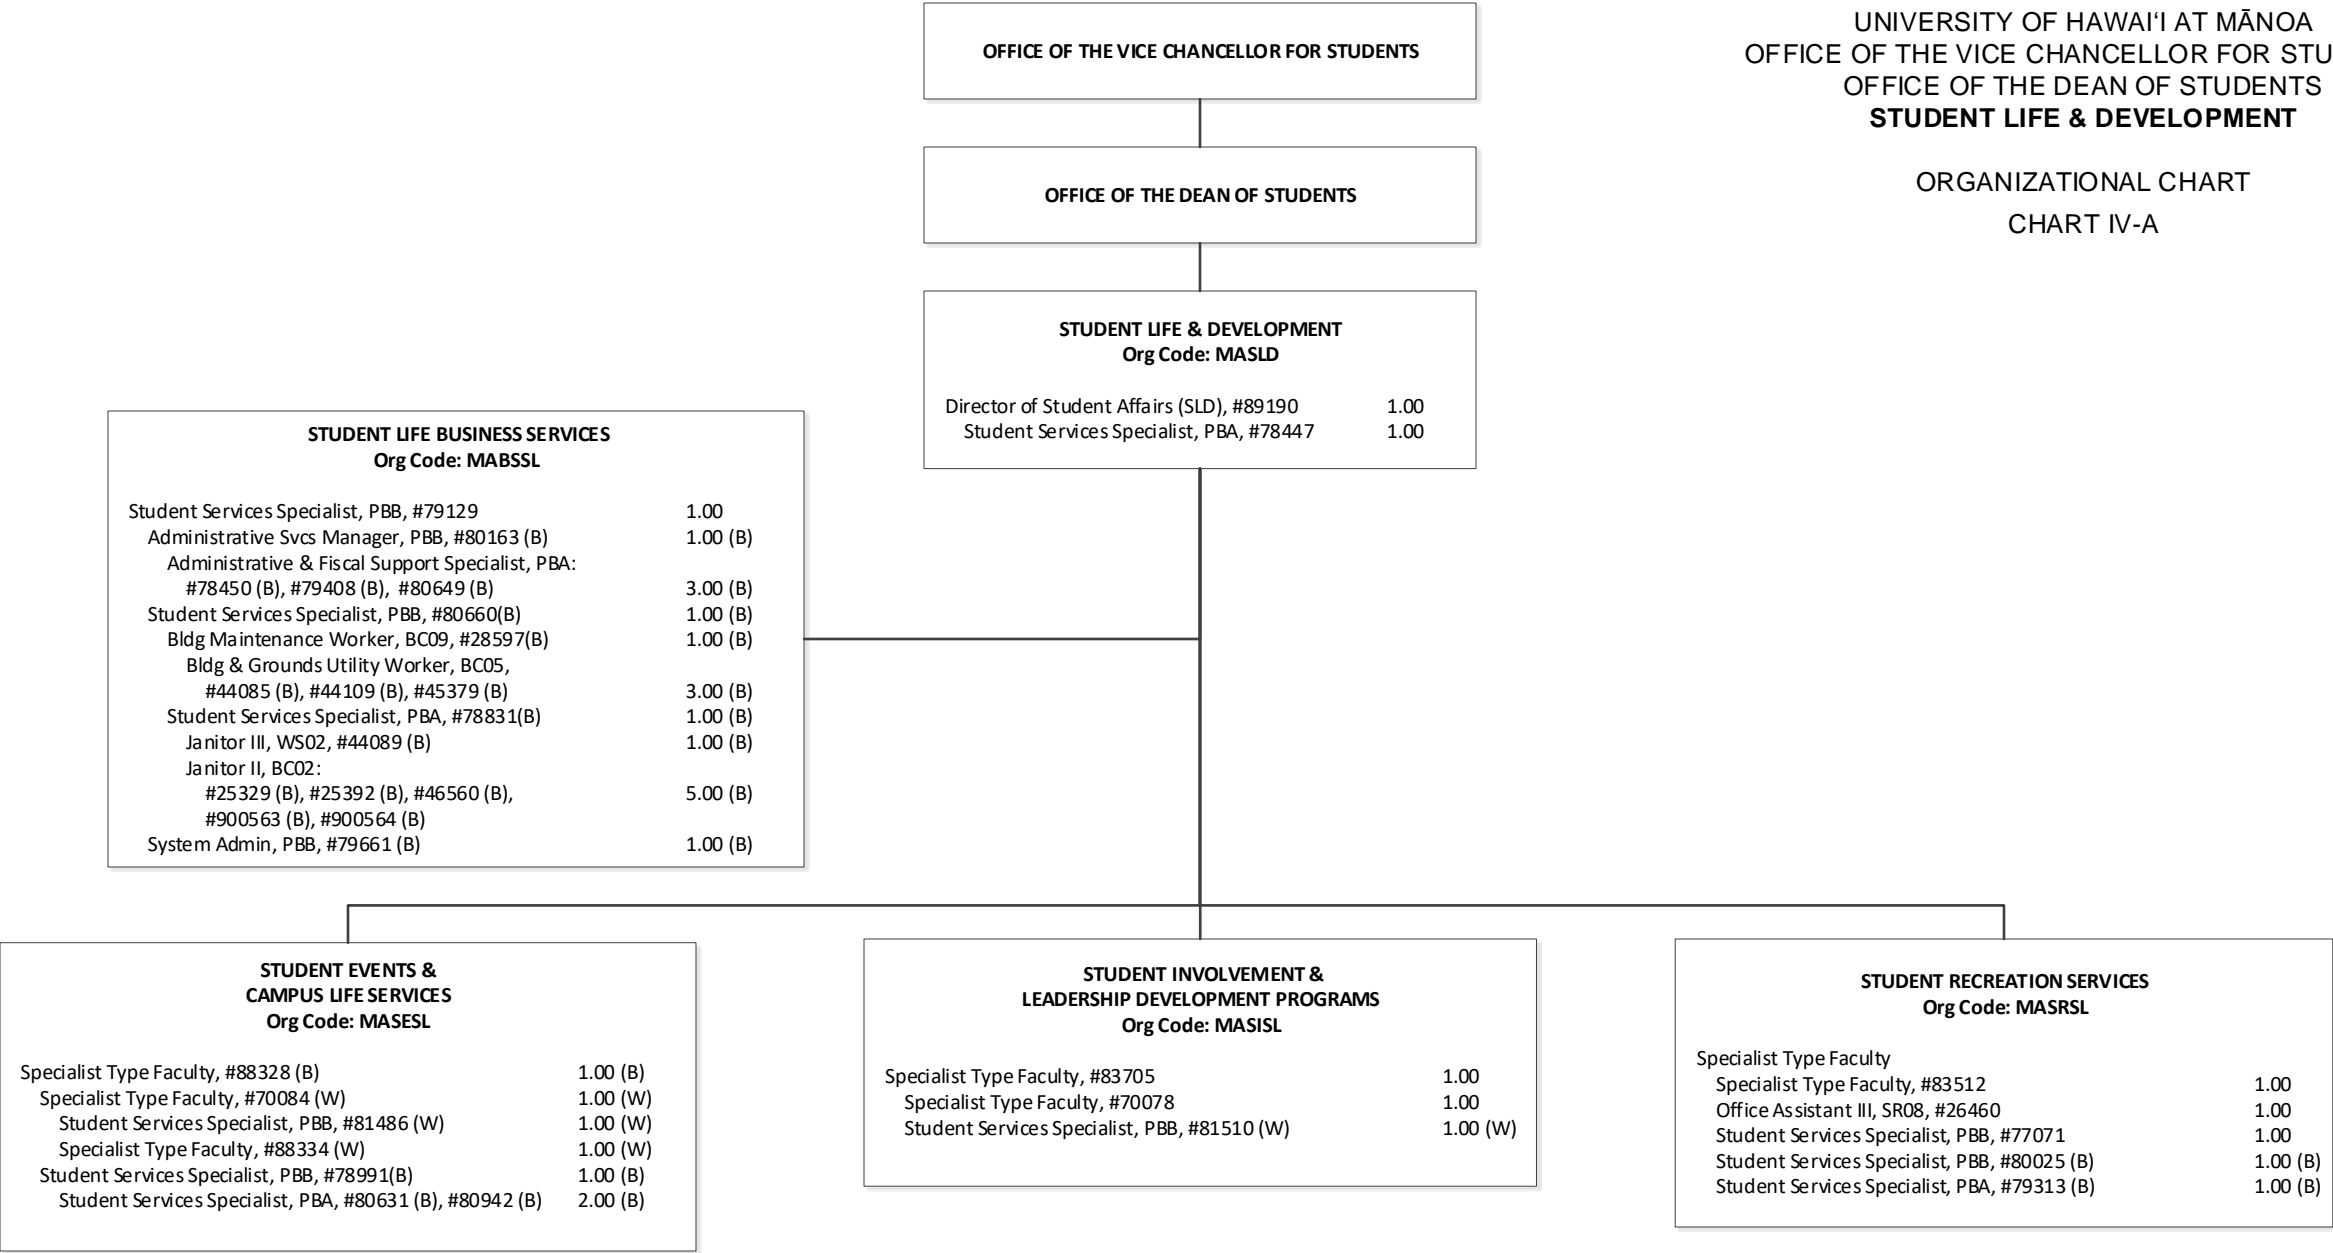 UNIVERSITY OF HAWAIʻI AT MĀNOA
OFFICE OF THE VICE CHANCELLOR FOR STU
OFFICE OF THE DEAN OF STUDENTS
STUDENT LIFE & DEVELOPMENT
ORGANIZATIONAL CHART
CHART IV-A
OFFICE OF THE VICE CHANCELLOR FOR STUDENTS
OFFICE OF THE DEAN OF STUDENTS
STUDENT LIFE & DEVELOPMENT
Org Code: MASLD
Director of Student Affairs (SLD), #89190 1.00
Student Services Specialist, PBA, #78447 1.00
STUDENT LIFE BUSINESS SERVICES
Org Code: MABSSL
Student Services Specialist, PBB, #79129 1.00
Administrative Svcs Manager, PBB, #80163 (B) 1.00 (B)
Administrative & Fiscal Support Specialist, PBA:
#78450 (B), #79408 (B), #80649 (B) 3.00 (B)
Student Services Specialist, PBB, #80660(B) 1.00 (B)
Bldg Maintenance Worker, BC09, #28597(B) 1.00 (B)
Bldg & Grounds Utility Worker, BC05,
#44085 (B), #44109 (B), #45379 (B) 3.00 (B)
Student Services Specialist, PBA, #78831(B) 1.00 (B)
Janitor III, WS02, #44089 (B) 1.00 (B)
Janitor II, BC02:
#25329 (B), #25392 (B), #46560 (B), 5.00 (B)
#900563 (B), #900564 (B)
System Admin, PBB, #79661 (B) 1.00 (B)
STUDENT EVENTS &
CAMPUS LIFE SERVICES
Org Code: MASESL
Specialist Type Faculty, #88328 (B) 1.00 (B)
Specialist Type Faculty, #70084 (W) 1.00 (W)
Student Services Specialist, PBB, #81486 (W) 1.00 (W)
Specialist Type Faculty, #88334 (W) 1.00 (W)
Student Services Specialist, PBB, #78991(B) 1.00 (B)
Student Services Specialist, PBA, #80631 (B), #80942 (B) 2.00 (B)
STUDENT INVOLVEMENT &
LEADERSHIP DEVELOPMENT PROGRAMS
Org Code: MASISL
Specialist Type Faculty, #83705 1.00
Specialist Type Faculty, #70078 1.00
Student Services Specialist, PBB, #81510 (W) 1.00 (W)
STUDENT RECREATION SERVICES
Org Code: MASRSL
Specialist Type Faculty
Specialist Type Faculty, #83512 1.00
Office Assistant III, SR08, #26460 1.00
Student Services Specialist, PBB, #77071 1.00
Student Services Specialist, PBB, #80025 (B) 1.00 (B)
Student Services Specialist, PBA, #79313 (B) 1.00 (B)